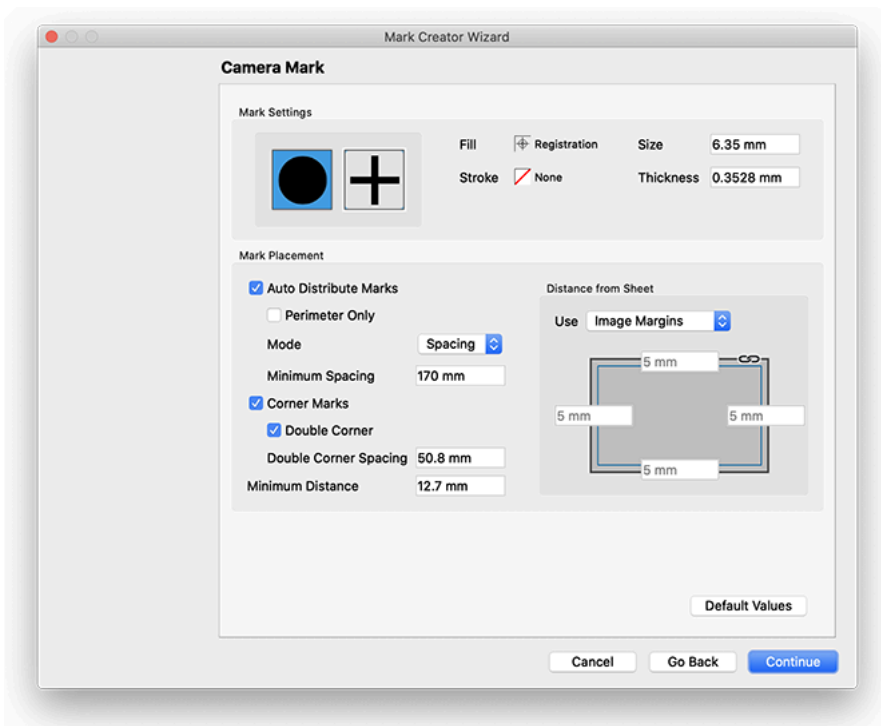 Mark Creator Wizard
Camera Mark
Mark Settings
Fill Registration Size 6.35 mm
Stroke None Thickness 0.3528 mm
Mark Placement
Auto Distribute Marks
Perimeter Only
Mode Spacing
Minimum Spacing 170 mm
Corner Marks
Double Corner
Double Corner Spacing 50.8 mm
Minimum Distance 12.7 mm
Distance from Sheet
Use Image Margins
5 mm
5 mm 5 mm
5 mm
Default Values
Cancel Go Back Continue